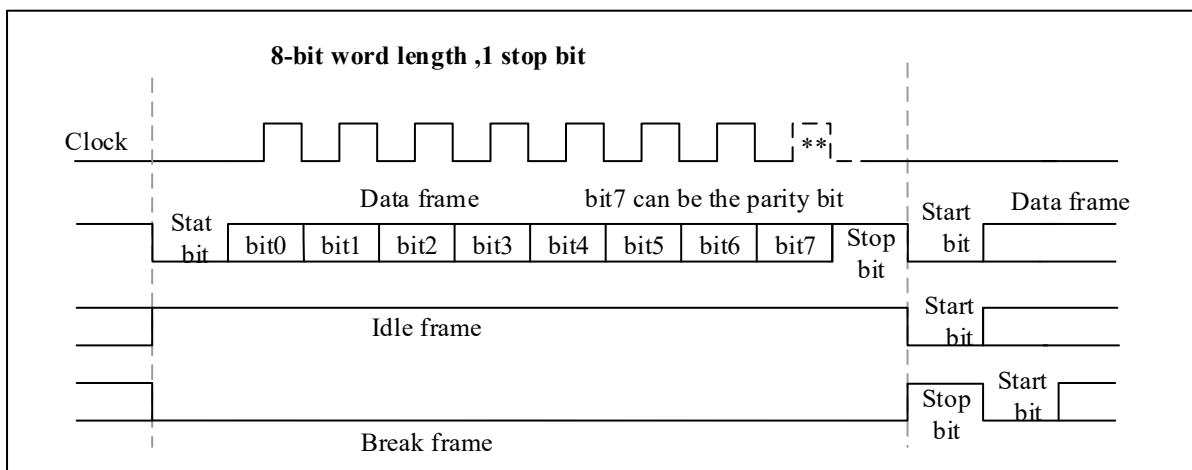 8-bit word length ,1 stop bit
Clock
**
Data frame
bit7 can be the parity bit
Stat bit
bit0
bit1
bit2
bit3
bit4
bit5
bit6
bit7
Stop
bit
Start
bit
Data frame
Idle frame
Start
bit
Stop
bit
Start
bit
Break frame